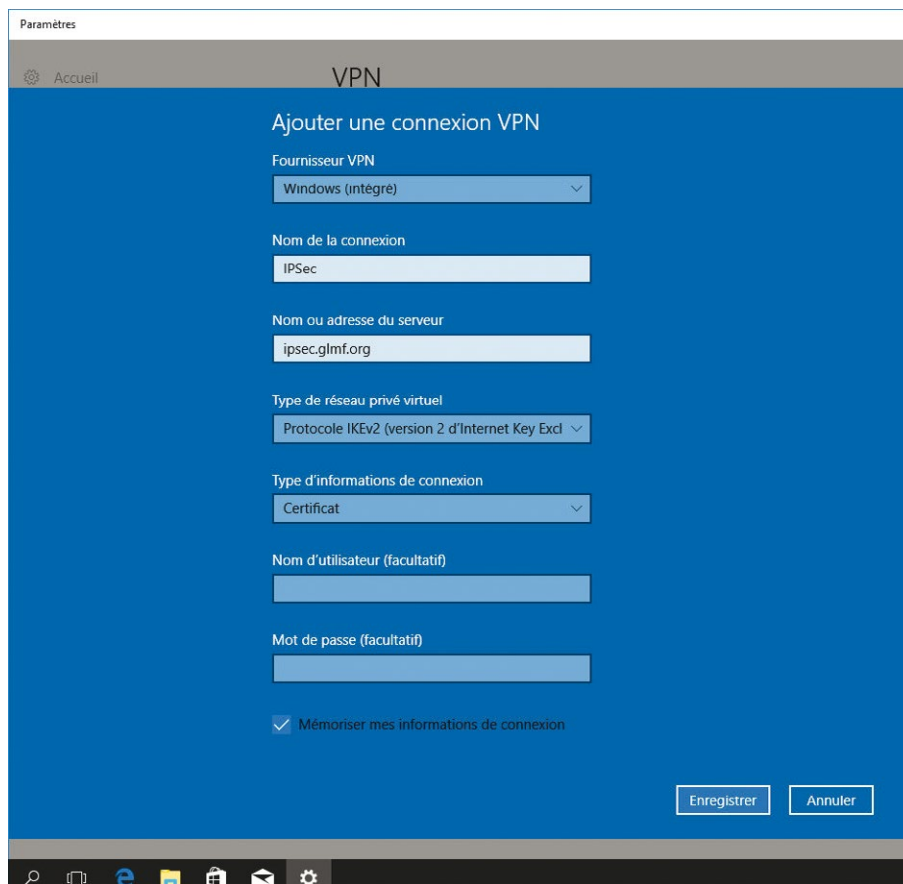 Paramètres
Accueil
VPN
Ajouter une connexion VPN
Fournisseur VPN
Windows (intégré)
Nom de la connexion
IPSec
Nom ou adresse du serveur
ipsec.glmf.org
Type de réseau privé virtuel
Protocole IKEv2 (version 2 d'Internet Key Excl
Type d'informations de connexion
Certificat
Nom d'utilisateur (facultatif)
Mot de passe (facultatif)
Mémoriser mes informations de connexion
Enregistrer
Annuler